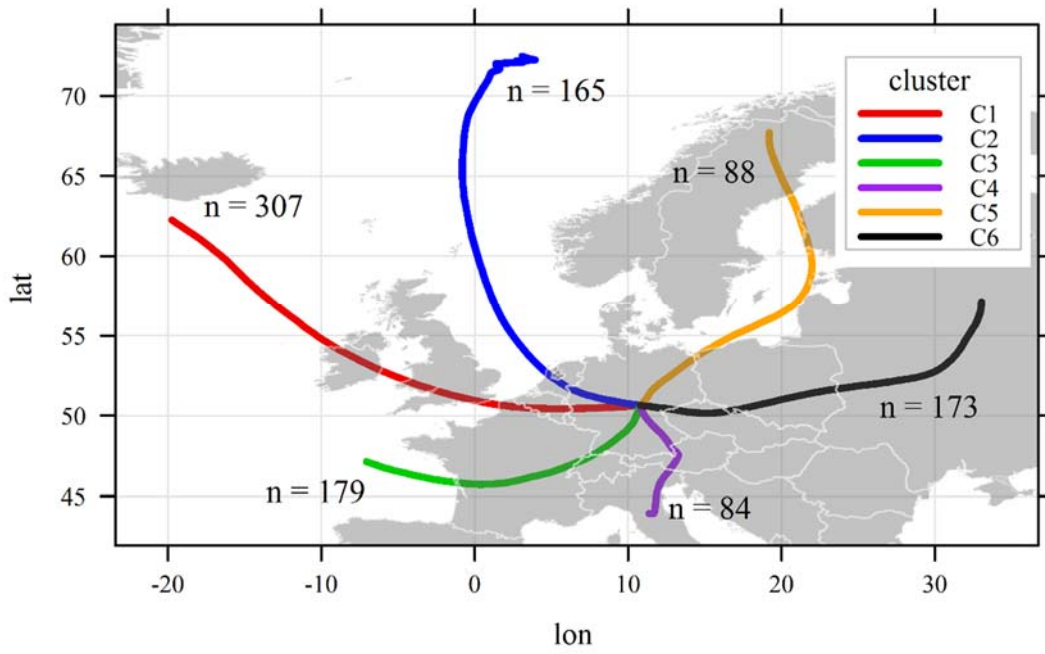 cluster
C1
C2
C3
C4
C5
C6
n = 165
n = 88
n = 307
n = 173
n = 179
n = 84
lat
70
65
60
55
50
45
-20
-10
0
10
20
30
lon